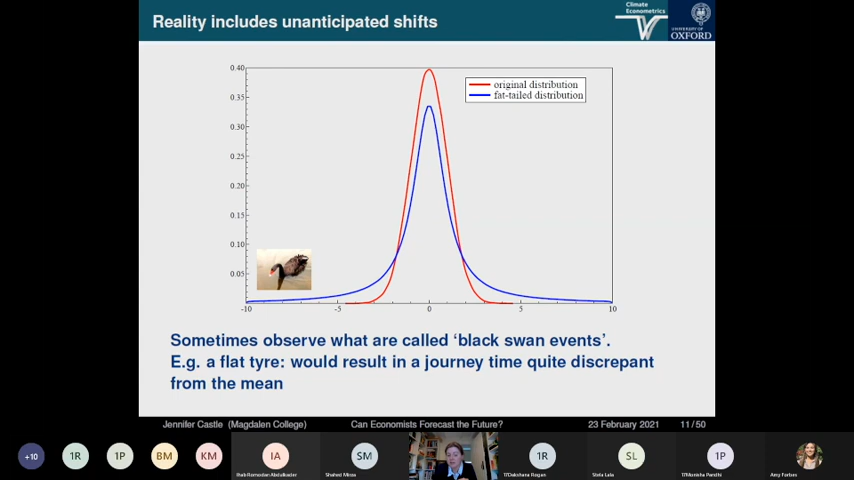 Reality includes unanticipated shifts
Climate
Econometrics
UNIVERSITY OF
OXFORD
0.40
0.35
0.30
0.25
0.20
0.15
0.10
0.05
original distribution
fat-tailed distribution
-10 -5 0 5 10
Sometimes observe what are called ‘black swan events’.
E.g. a flat tyre: would result in a journey time quite discrepant
from the mean
Jennifer Castle (Magdalen College) Can Economists Forecast the Future? 23 February 2021 11/50
+10 1R 1P BM KM IA SM 1R SL 1P
Shahed Mirza Stela Lala Amy Forbes